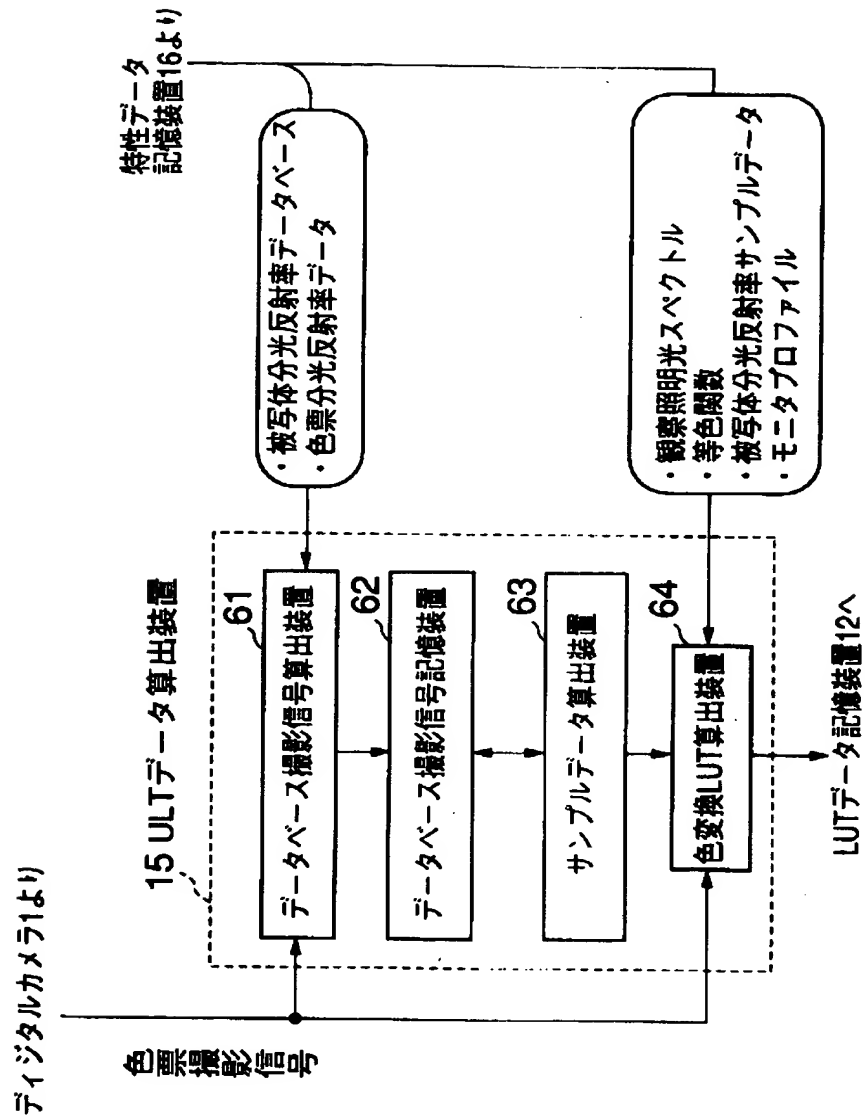 ディジタルカメラ1より
色票撮影信号
15 ULTデータ算出装置
61
データベース撮影信号算出装置
62
データベース撮影信号記憶装置
63
サンプルデータ算出装置
64
色変換LUT算出装置
LUTデータ記憶装置12へ
特性データ
記憶装置16より
・被写体分光反射率データベース
・色票分光反射率データ
・観察照明光スペクトル
・等色関数
・被写体分光反射率サンプルデータ
・モニタプロファイル